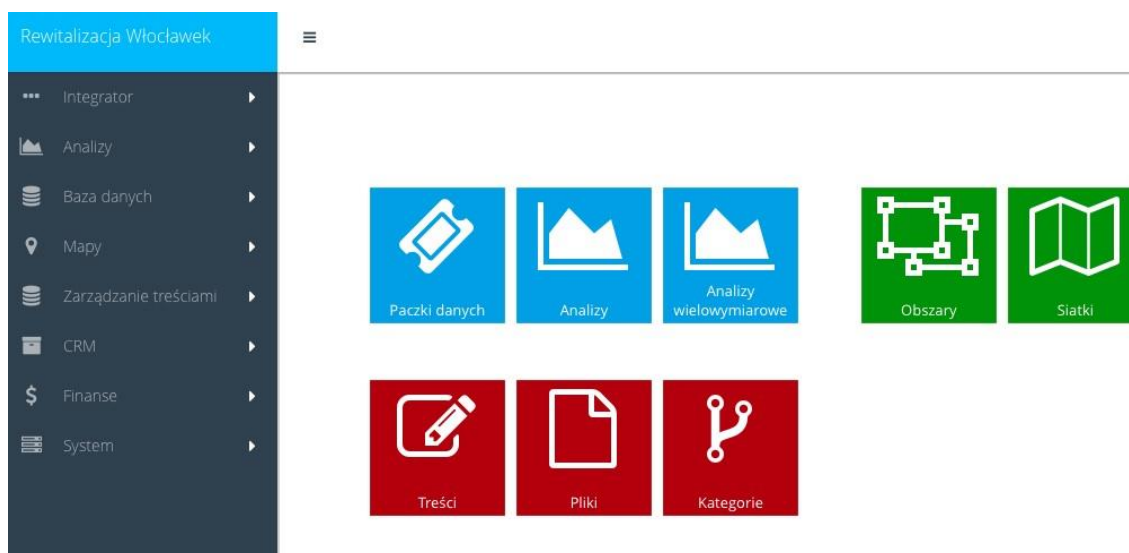 Rewitalizacja Włocławek
Integrator
Analizy
Baza danych
Mapy
Zarządzanie treściami
CRM
Finanse
System
Paczki danych
Analizy
Analizy
wielowymiarowe
Obszary
Siatki
Treści
Pliki
Kategorie